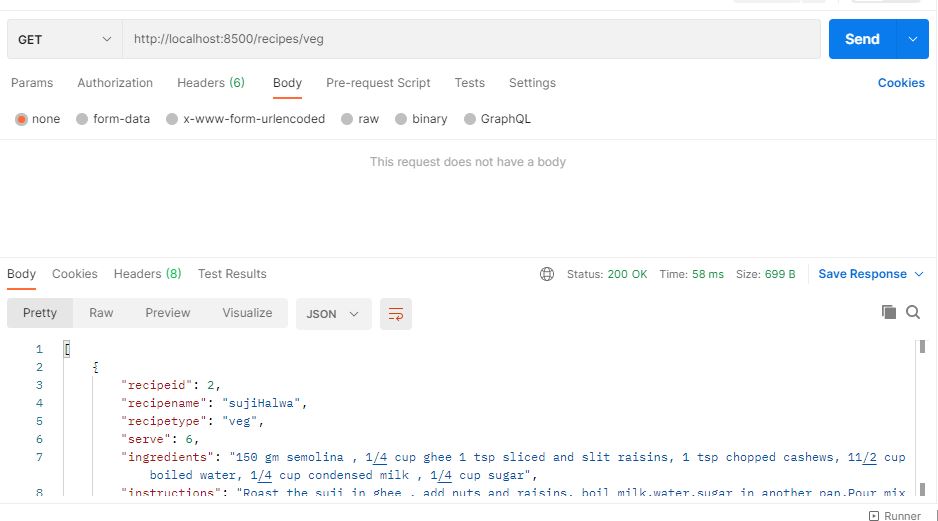 GET http://localhost:8500/recipes/veg Send
Params Authorization Headers (6) Body Pre-request Script Tests Settings Cookies
none form-data x-www-form-urlencoded raw binary GraphQL
This request does not have a body
Body Cookies Headers (8) Test Results Status: 200 OK Time: 58 ms Size: 699 B Save Response
Pretty Raw Preview Visualize JSON
1 [
2 {
3 "recipeid": 2,
4 "recipename": "sujiHalwa",
5 "recipetype": "veg",
6 "serve": 6,
7 "ingredients": "150 gm semolina , 1/4 cup ghee 1 tsp sliced and slit raisins, 1 tsp chopped cashews, 11/2 cup
boiled water, 1/4 cup condensed milk , 1/4 cup sugar",
8 "instructions": "Roast the suji in ghee , add nuts and raisins. boil milk,water,sugar in another pan.Pour mix
Runner